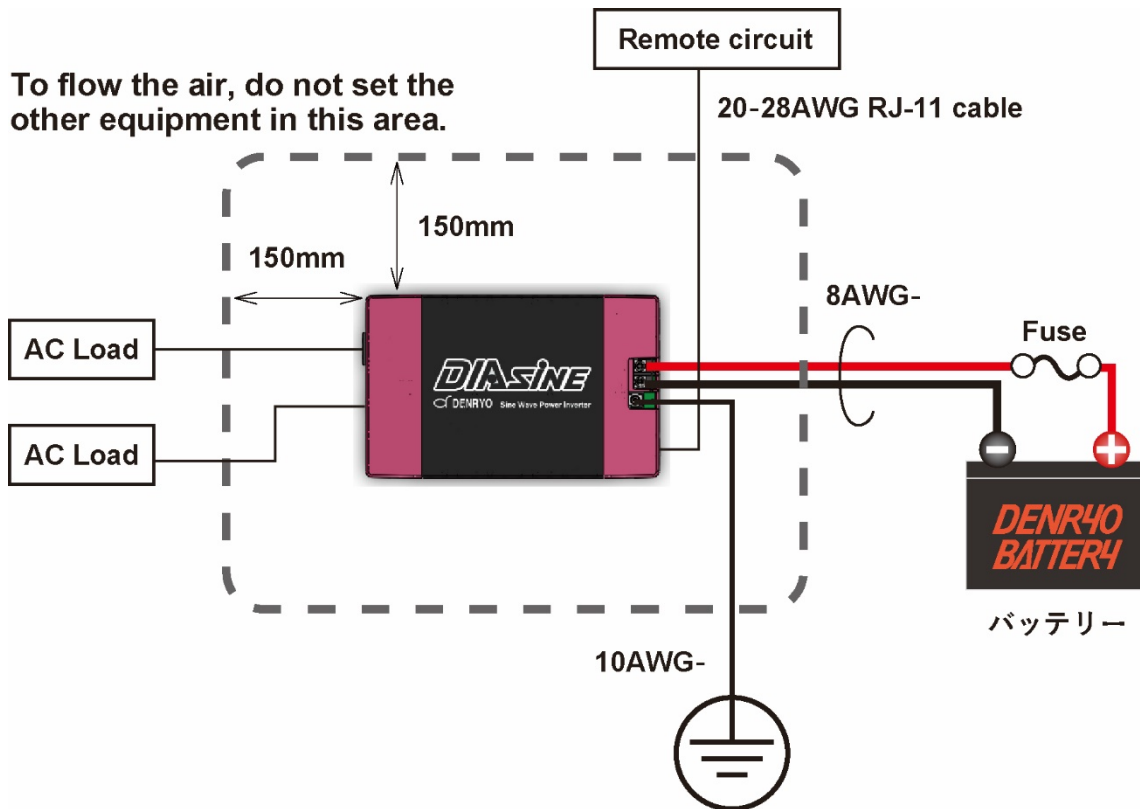 Remote circuit
To flow the air, do not set the
other equipment in this area.
20-28AWG RJ-11 cable
150mm
150mm
8AWG-
Fuse
AC Load
DIASINE
DENRYO Sine Wave Power Inverter
AC Load
DENRYO
BATTERY
バッテリー
10AWG-